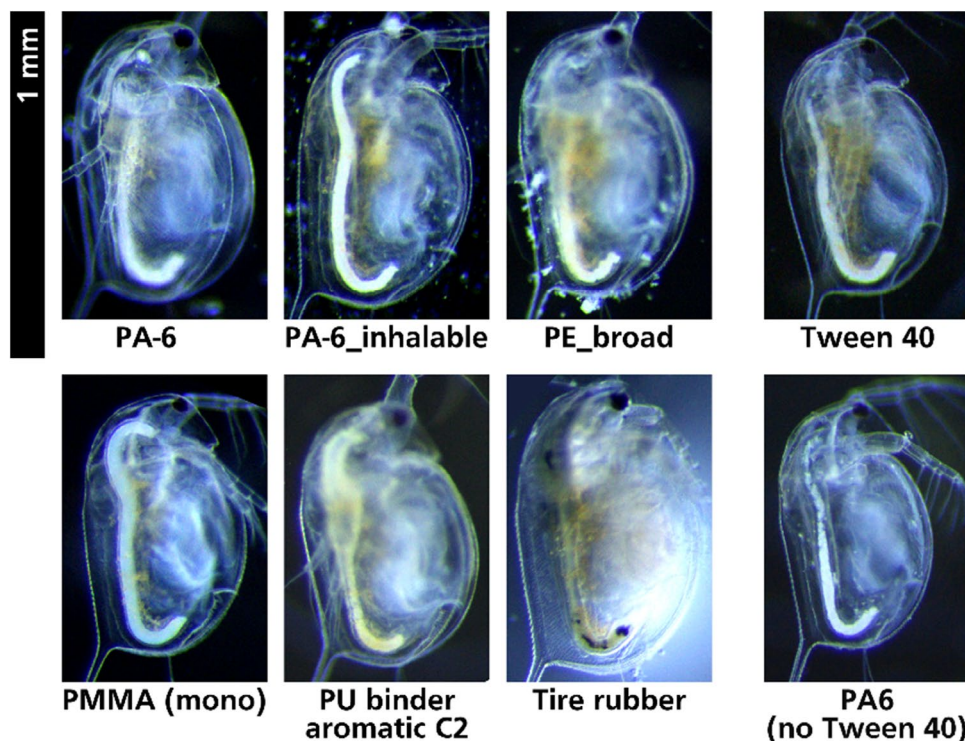 1 mm
PA-6
PA-6_inhalable
PE_broad
Tween 40
PMMA (mono)
PU binder
aromatic C2
Tire rubber
PA6
(no Tween 40)